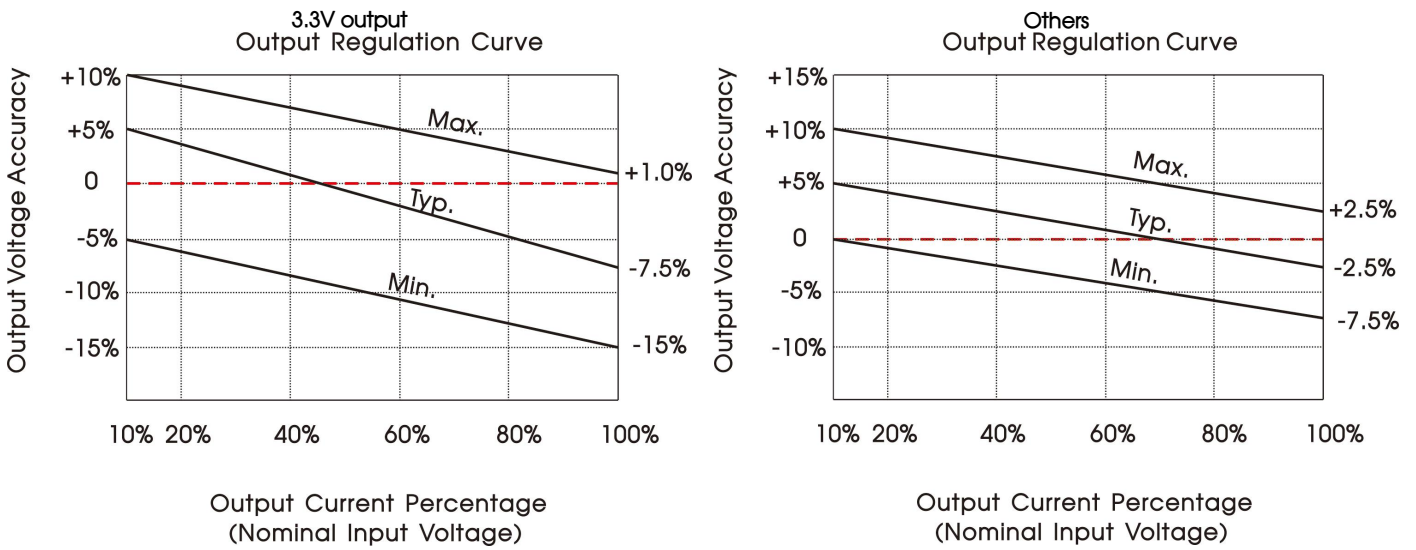 3.3V output
Output Regulation Curve
Output Voltage Accuracy
+10%
+5%
0
-5%
-10%
-15%
Max.
Typ.
Min.
+1.0%
-7.5%
-15%
10% 20% 40% 60% 80% 100%
Output Current Percentage
(Nominal Input Voltage)
Others
Output Regulation Curve
Output Voltage Accuracy
+15%
+10%
+5%
0
-5%
-10%
Max.
Typ.
Min.
+2.5%
-2.5%
-7.5%
10% 20% 40% 60% 80% 100%
Output Current Percentage
(Nominal Input Voltage)